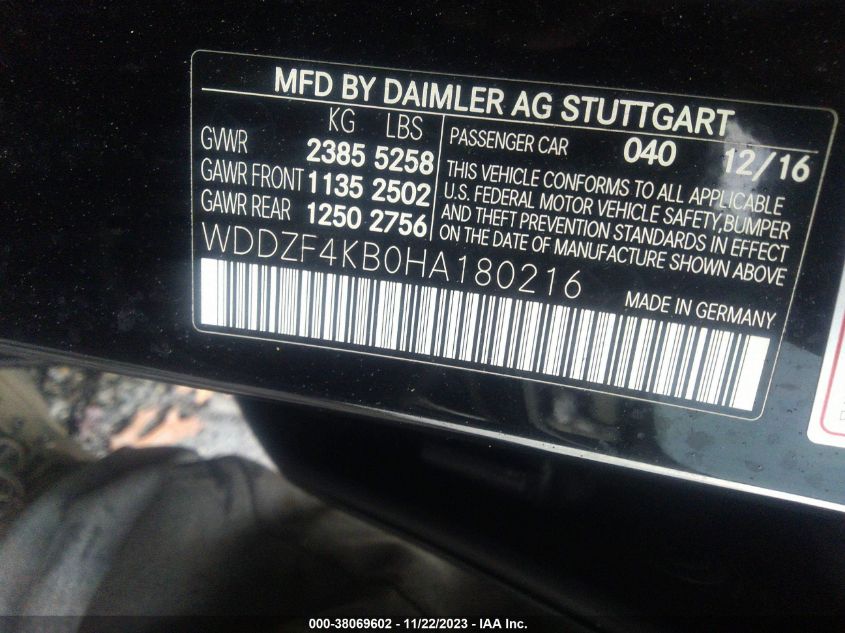 MFD BY DAIMLER AG STUTTGART
KG LBS
GVWR 2385 5258
GAWR FRONT 1135 2502
GAWR REAR 1250 2756
PASSENGER CAR 040 12/16
THIS VEHICLE CONFORMS TO ALL APPLICABLE
U.S. FEDERAL MOTOR VEHICLE SAFETY,BUMPER
AND THEFT PREVENTION STANDARDS IN EFFECT
ON THE DATE OF MANUFACTURE SHOWN ABOVE
WDDZF4KB0HA180216
MADE IN GERMANY
000-38069602 - 11/22/2023 - IAA Inc.